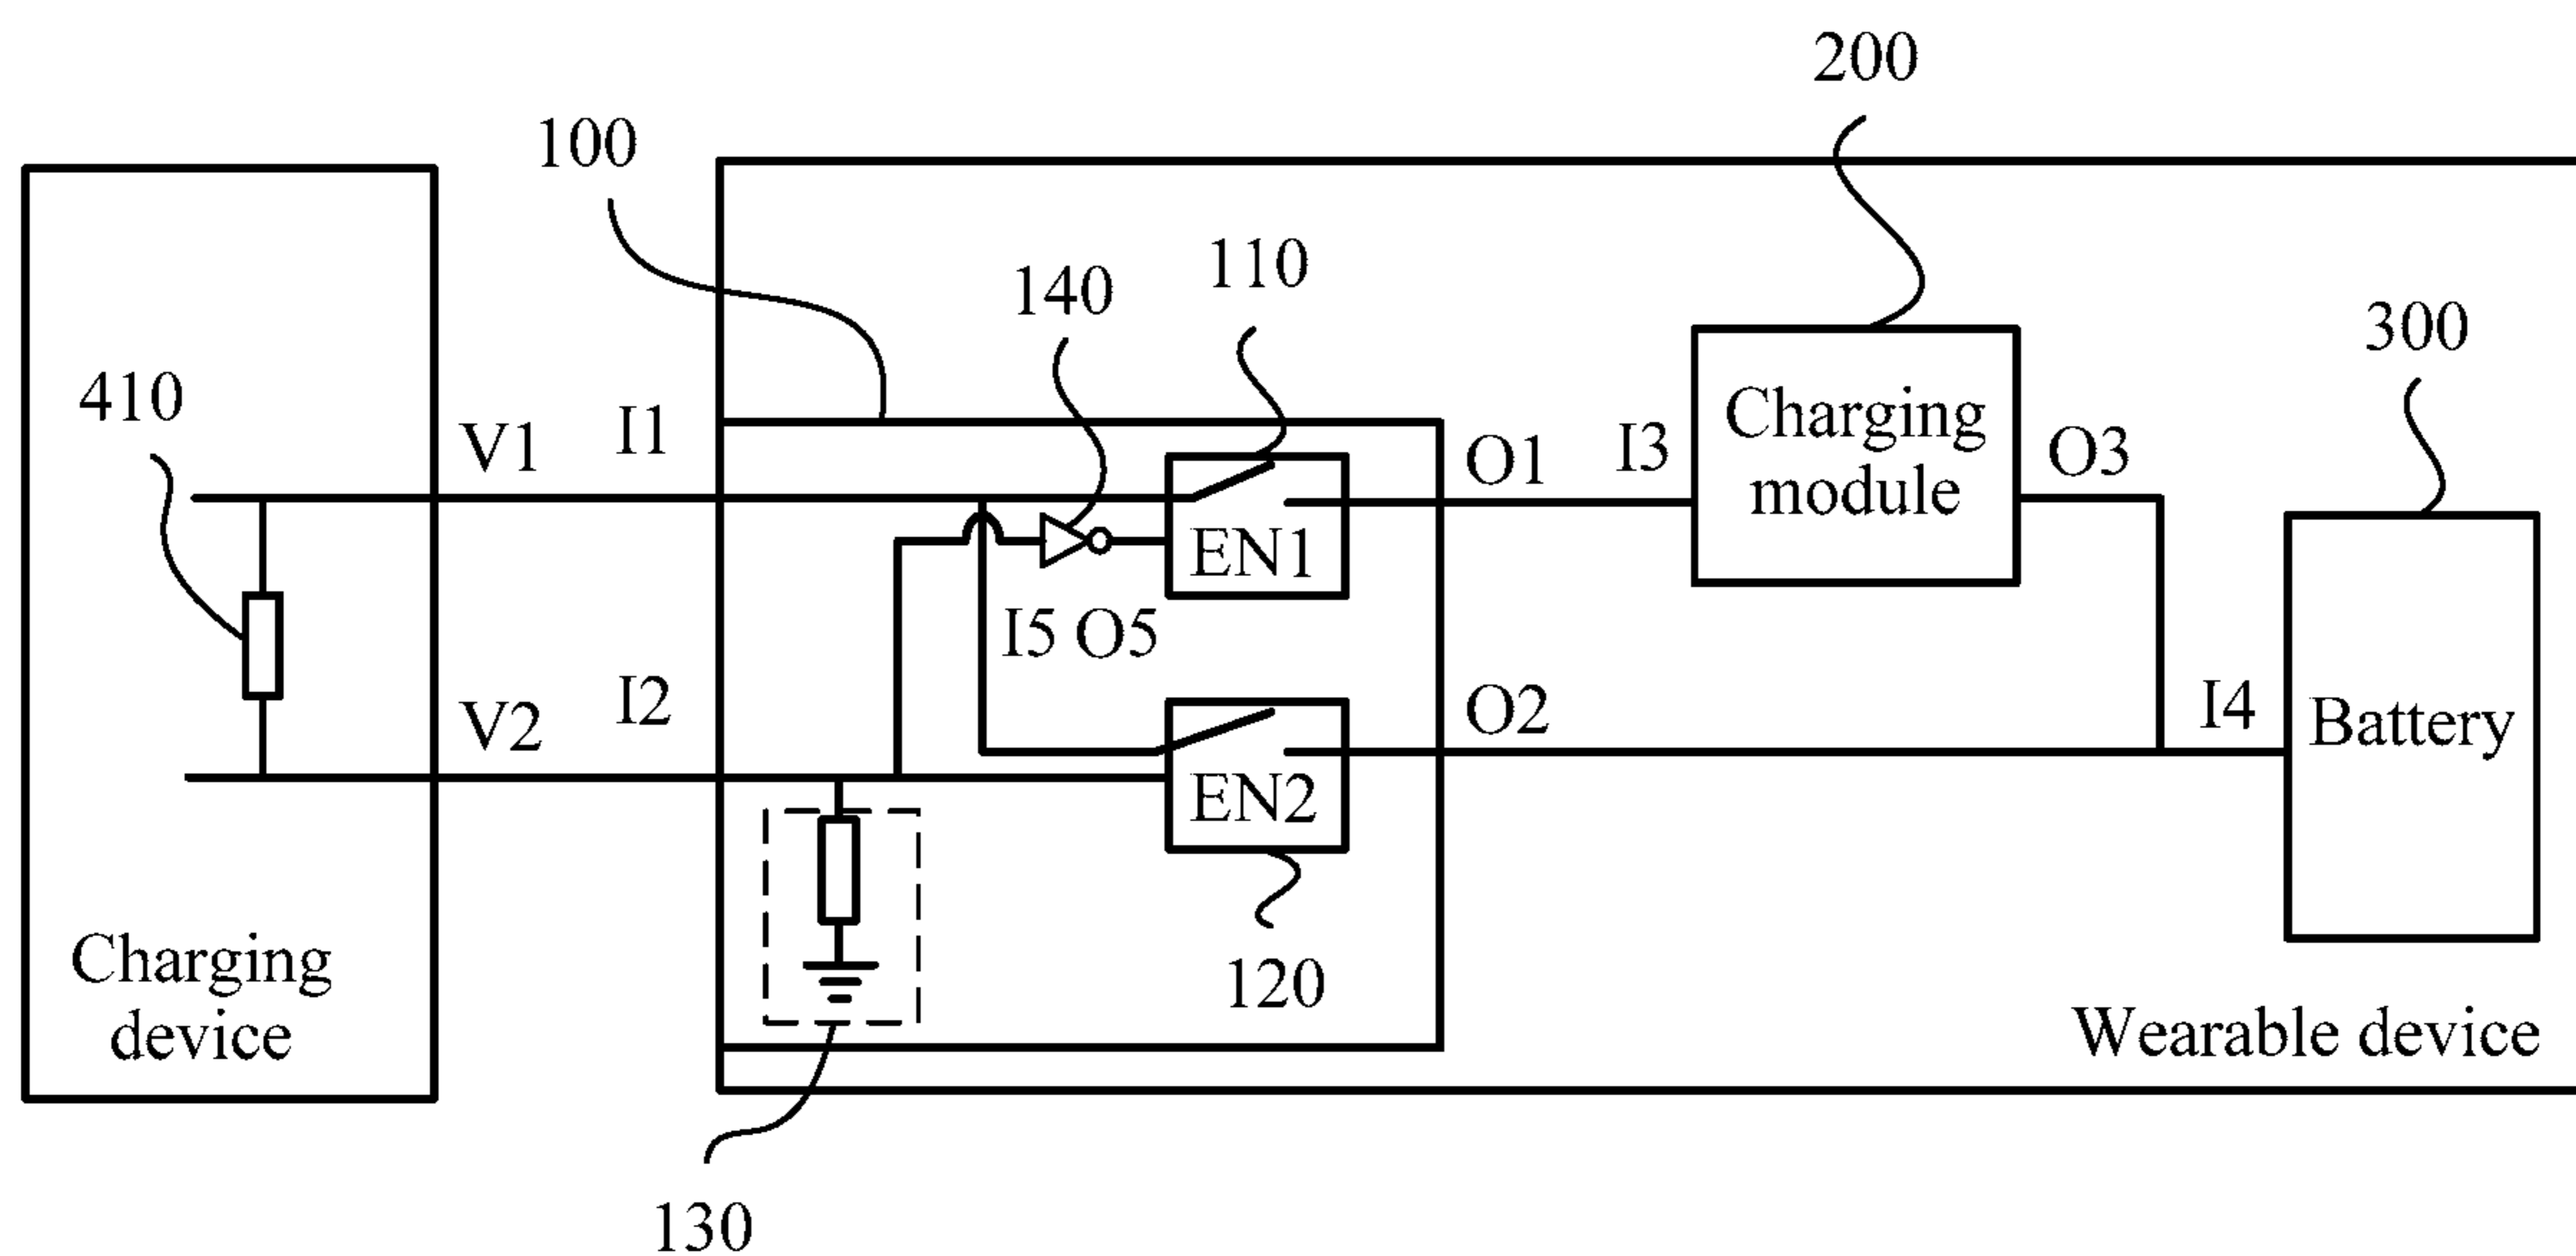 200
100
110
140
300
410
I1
V1
O1
I3
Charging
module
O3
EN1
I5 O5
I2
V2
O2
I4
Battery
EN2
Charging
device
120
Wearable device
130